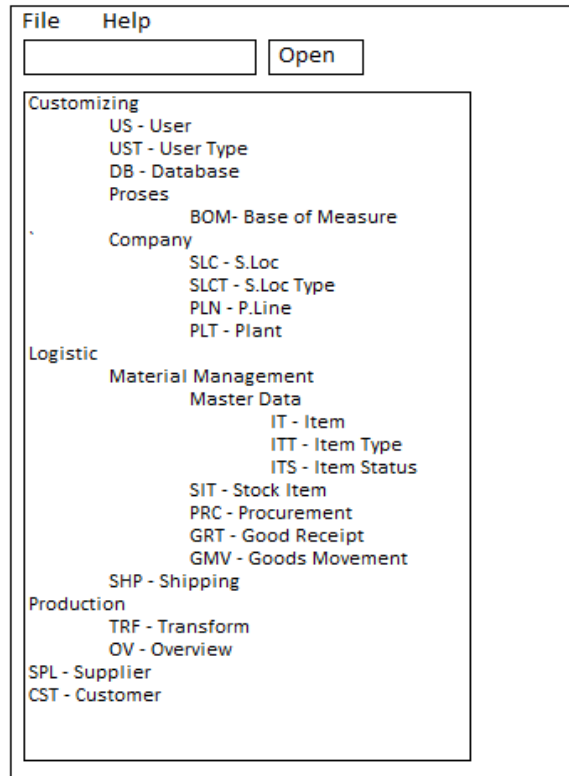 File Help
Open
Customizing
US - User
UST - User Type
DB - Database
Proses
BOM- Base of Measure
` Company
SLC - S.Loc
SLCT - S.Loc Type
PLN - P.Line
PLT - Plant
Logistic
Material Management
Master Data
IT - Item
ITT - Item Type
ITS - Item Status
SIT - Stock Item
PRC - Procurement
GRT - Good Receipt
GMV - Goods Movement
SHP - Shipping
Production
TRF - Transform
OV - Overview
SPL - Supplier
CST - Customer